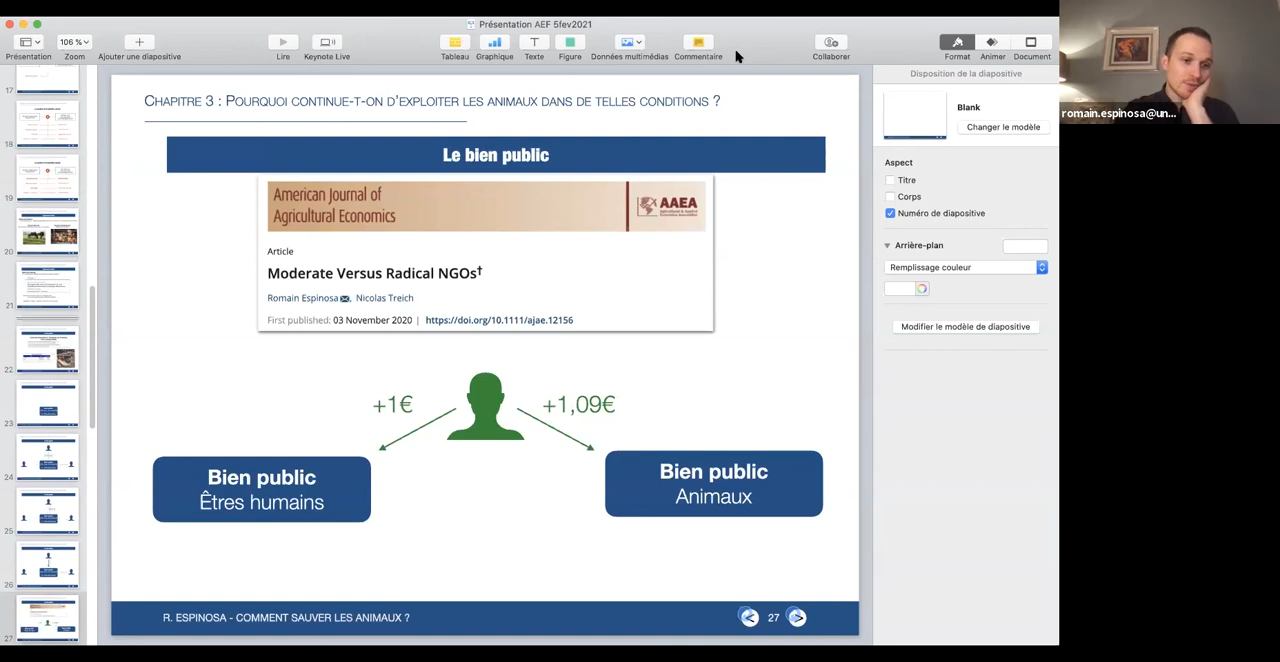 Présentation AEF 5fev2021
106 %
Présentation
Zoom
Ajouter une diapositive
Lire
Keynote Live
Tableau
Graphique
Texte
Figure
Données multimédias
Commentaire
Collaborer
Format
Animer
Document
17
18
19
20
21
22
23
24
25
26
27
CHAPITRE 3 : POURQUOI CONTINUE-T-ON D'EXPLOITER LES ANIMAUX DANS DE TELLES CONDITIONS ?
Le bien public
American Journal of
Agricultural Economics
AAEA
Article
Moderate Versus Radical NGOs†
Romain Espinosa, Nicolas Treich
First published: 03 November 2020 | https://doi.org/10.1111/ajae.12156
+1€
+1,09€
Bien public
Êtres humains
Bien public
Animaux
R. ESPINOSA - COMMENT SAUVER LES ANIMAUX ?
< 27 >
Disposition de la diapositive
Blank
Changer le modèle
Aspect
Titre
Corps
Numéro de diapositive
Arrière-plan
Remplissage couleur
Modifier le modèle de diapositive
romain.espinosa@un...